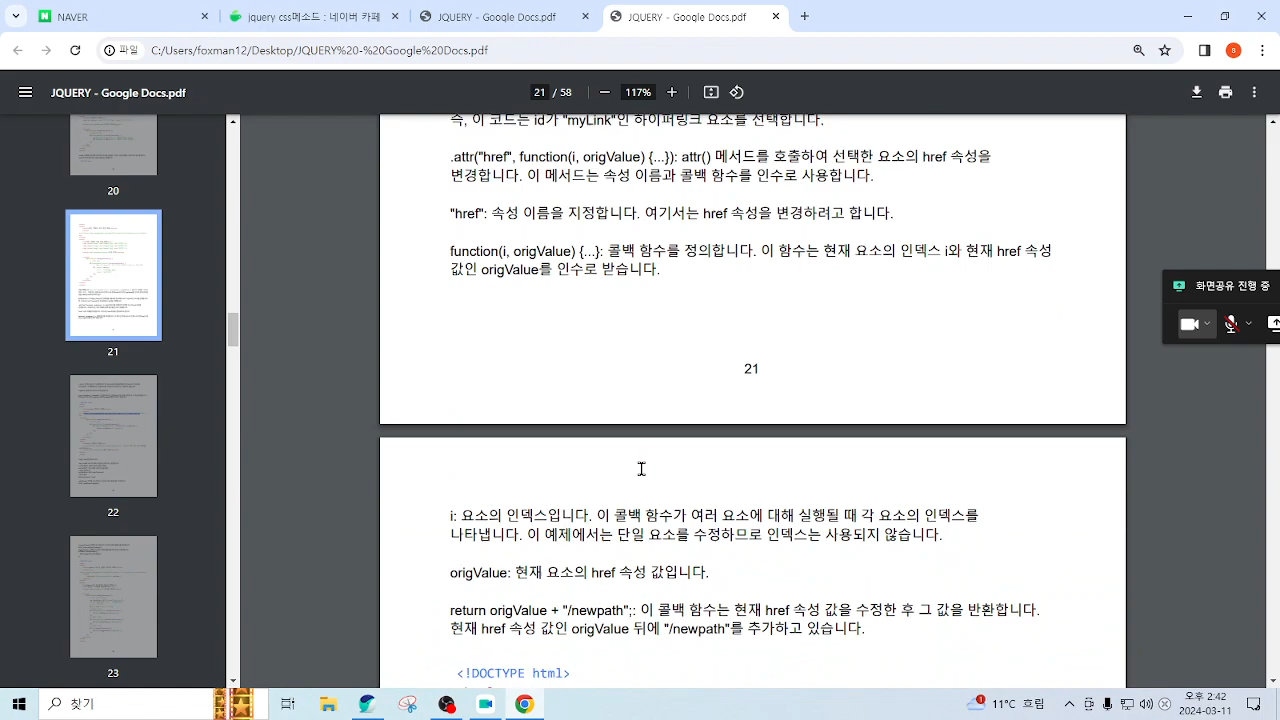 NAVER
jquery css메소드 : 네이버 카페
JQUERY - Google Docs.pdf
JQUERY - Google Docs.pdf
파일
C:/Users/foxman12/Desktop/JQUERY%20-%20Google%20Docs.pdf
JQUERY - Google Docs.pdf
21 / 58
117%
20
21
22
23
"myLink"인 하이퍼링크 요소를 선택합니다.
.attr("href", function(i, origValue) {...}): attr() 메서드를 호출하여 선택한 요소의 href 속성을
변경합니다. 이 메서드는 속성 이름과 콜백 함수를 인수로 사용합니다.
"href": 속성 이름을 지정합니다. 여기서는 href 속성을 변경하려고 합니다.
function(i, origValue) {...}: 콜백 함수를 정의합니다. 이 함수는 현재 요소의 인덱스 i와 현재 href 속성
값인 origValue를 인수로 받습니다.
21
i: 요소의 인덱스입니다. 이 콜백 함수가 여러 요소에 대해 실행될 때 각 요소의 인덱스를
나타냅니다. 이 예제에서는 단일 요소를 수정하므로 인덱스는 사용되지 않습니다.
origValue: 현재 요소의 href 속성 값입니다.
return origValue + "/newpath";: 이 콜백 함수는 현재 href 속성 값을 수정한 후 그 값을 반환합니다.
현재 href 속성 값인 origValue 뒤에 "/newpath"를 추가하고 있습니다.
<!DOCTYPE html>
찾기
11°C 흐림
오후 2:42
2024-03-11